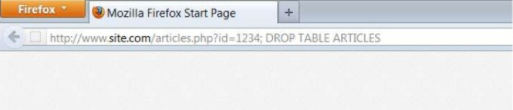 Firefox
Mozilla Firefox Start Page
http://www.site.com/articles.php?id=1234; DROP TABLE ARTICLES